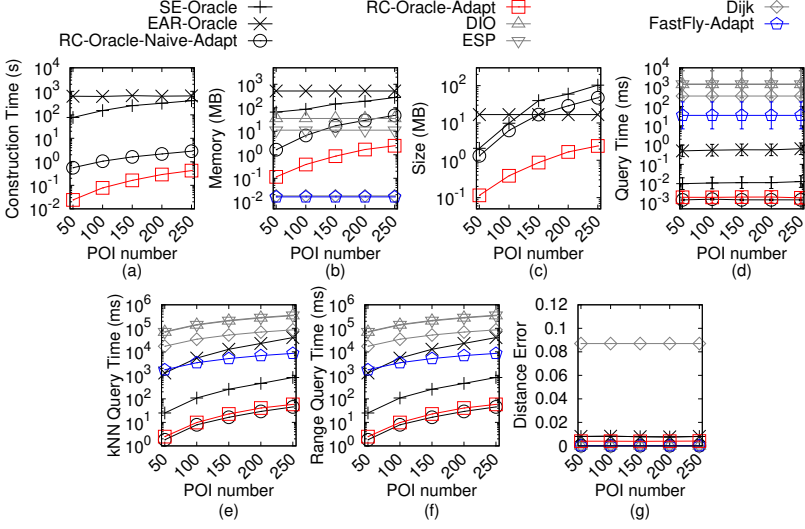 SE-Oracle
EAR-Oracle
RC-Oracle-Naive-Adapt
RC-Oracle-Adapt
DIO
ESP
Dijk
FastFly-Adapt
Construction Time (s)
10^4
10^3
10^2
10^1
10^0
10^-1
10^-2
50 100 150 200 250
POI number
(a)
Memory (MB)
10^4
10^3
10^2
10^1
10^0
10^-1
10^-2
50 100 150 200 250
POI number
(b)
Size (MB)
10^2
10^1
10^0
10^-1
50 100 150 200 250
POI number
(c)
Query Time (ms)
10^4
10^3
10^2
10^1
10^0
10^-1
10^-2
10^-3
50 100 150 200 250
POI number
(d)
kNN Query Time (ms)
10^6
10^5
10^4
10^3
10^2
10^1
10^0
50 100 150 200 250
POI number
(e)
Range Query Time (ms)
10^6
10^5
10^4
10^3
10^2
10^1
10^0
50 100 150 200 250
POI number
(f)
Distance Error
0.12
0.1
0.08
0.06
0.04
0.02
0
50 100 150 200 250
POI number
(g)